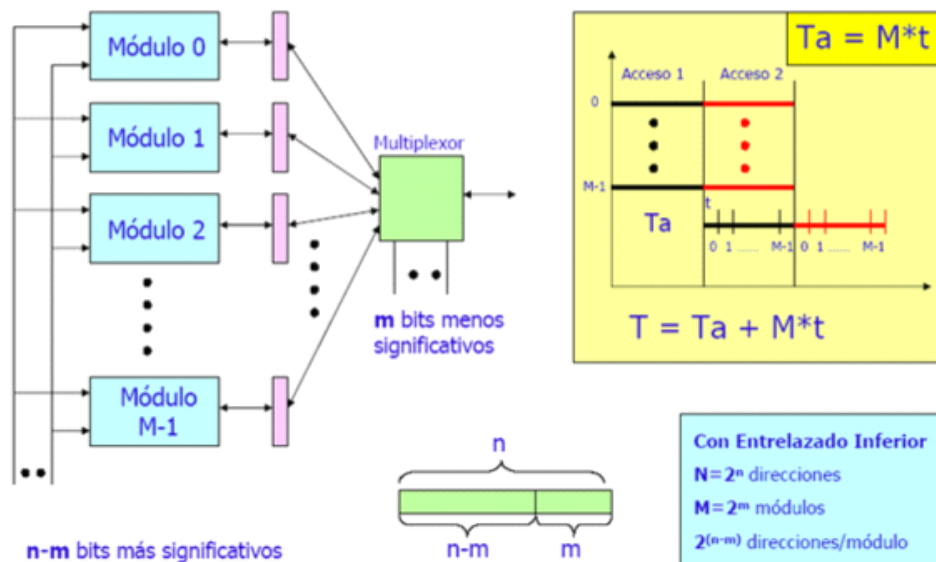 Módulo 0
Módulo 1
Módulo 2
Módulo
M-1
n-m bits más significativos
Multiplexor
m bits menos
significativos
n
n-m
m
Ta = M*t
Acceso 1
Acceso 2
0
M-1
Ta
t
0 1 ...... M-1
0 1 ...... M-1
T = Ta + M*t
Con Entrelazado Inferior
N=2ⁿ direcciones
M=2ᵐ módulos
2⁽ⁿ⁻ᵐ⁾ direcciones/módulo